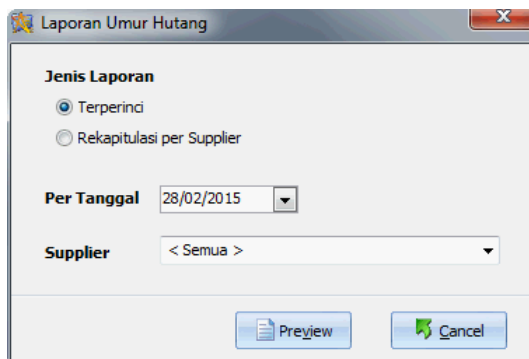 Laporan Umur Hutang
Jenis Laporan
Terperinci
Rekapitulasi per Supplier
Per Tanggal 28/02/2015
Supplier < Semua >
Preview Cancel